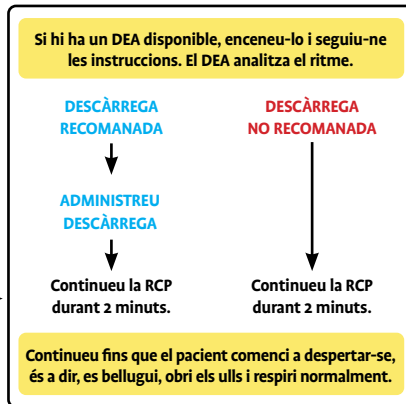 Si hi ha un DEA disponible, enceneu-lo i seguiu-ne
les instruccions. El DEA analitza el ritme.
DESCÀRREGA
RECOMANADA
ADMINISTREU
DESCÀRREGA
Continueu la RCP
durant 2 minuts.
DESCÀRREGA
NO RECOMANADA
Continueu la RCP
durant 2 minuts.
Continueu fins que el pacient comenci a despertar-se,
és a dir, es bellugui, obri els ulls i respiri normalment.